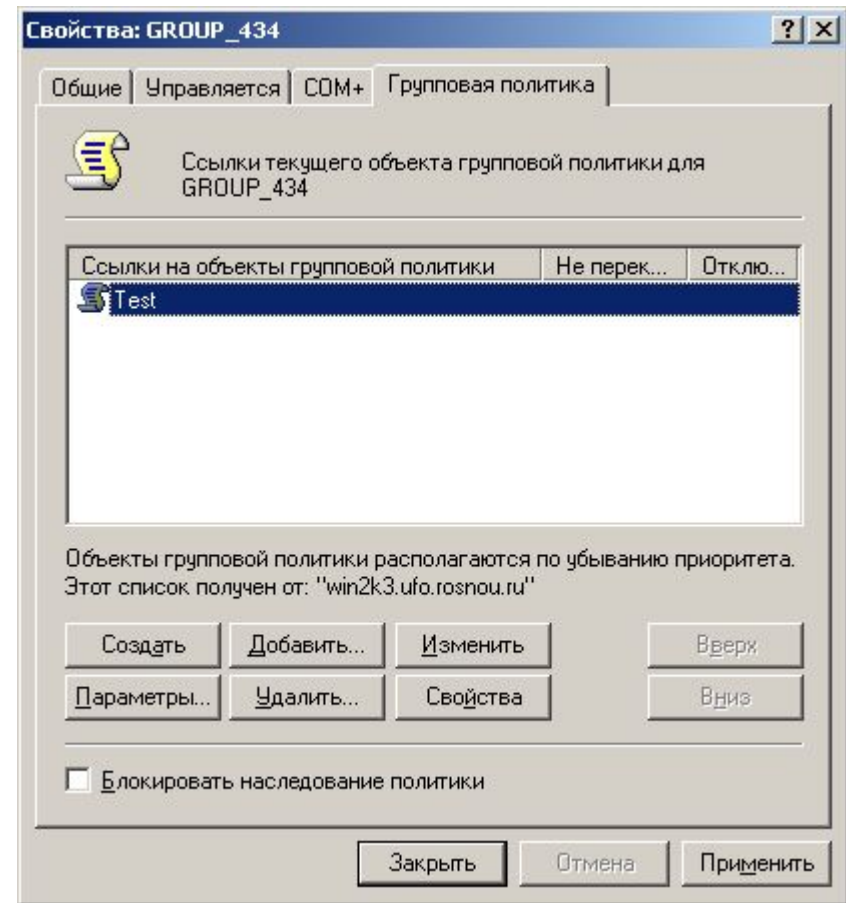 Свойства: GROUP_434
Общие Управляется COM+ Групповая политика
Ссылки текущего объекта групповой политики для
GROUP_434
Ссылки на объекты групповой политики Не перек... Отклю...
Test
Объекты групповой политики располагаются по убыванию приоритета.
Этот список получен от: "win2k3.ufo.rosnou.ru"
Создать Добавить... Изменить Вверх
Параметры... Удалить... Свойства Вниз
Блокировать наследование политики
Закрыть Отмена Применить